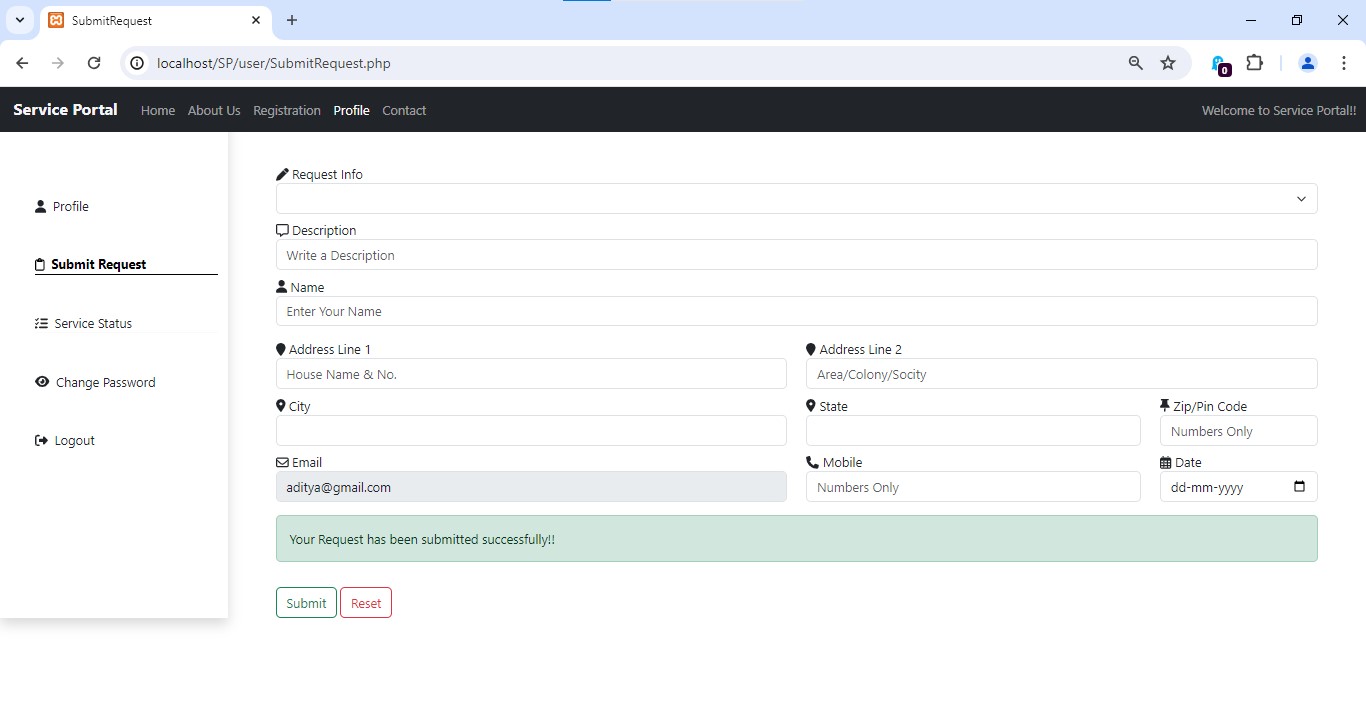 SubmitRequest
localhost/SP/user/SubmitRequest.php
0
Service Portal Home About Us Registration Profile Contact Welcome to Service Portal!!
Profile
Submit Request
Service Status
Change Password
Logout
Request Info
Description
Write a Description
Name
Enter Your Name
Address Line 1 Address Line 2
House Name & No. Area/Colony/Socity
City State Zip/Pin Code
Numbers Only
Email Mobile Date
aditya@gmail.com Numbers Only dd-mm-yyyy
Your Request has been submitted successfully!!
Submit Reset